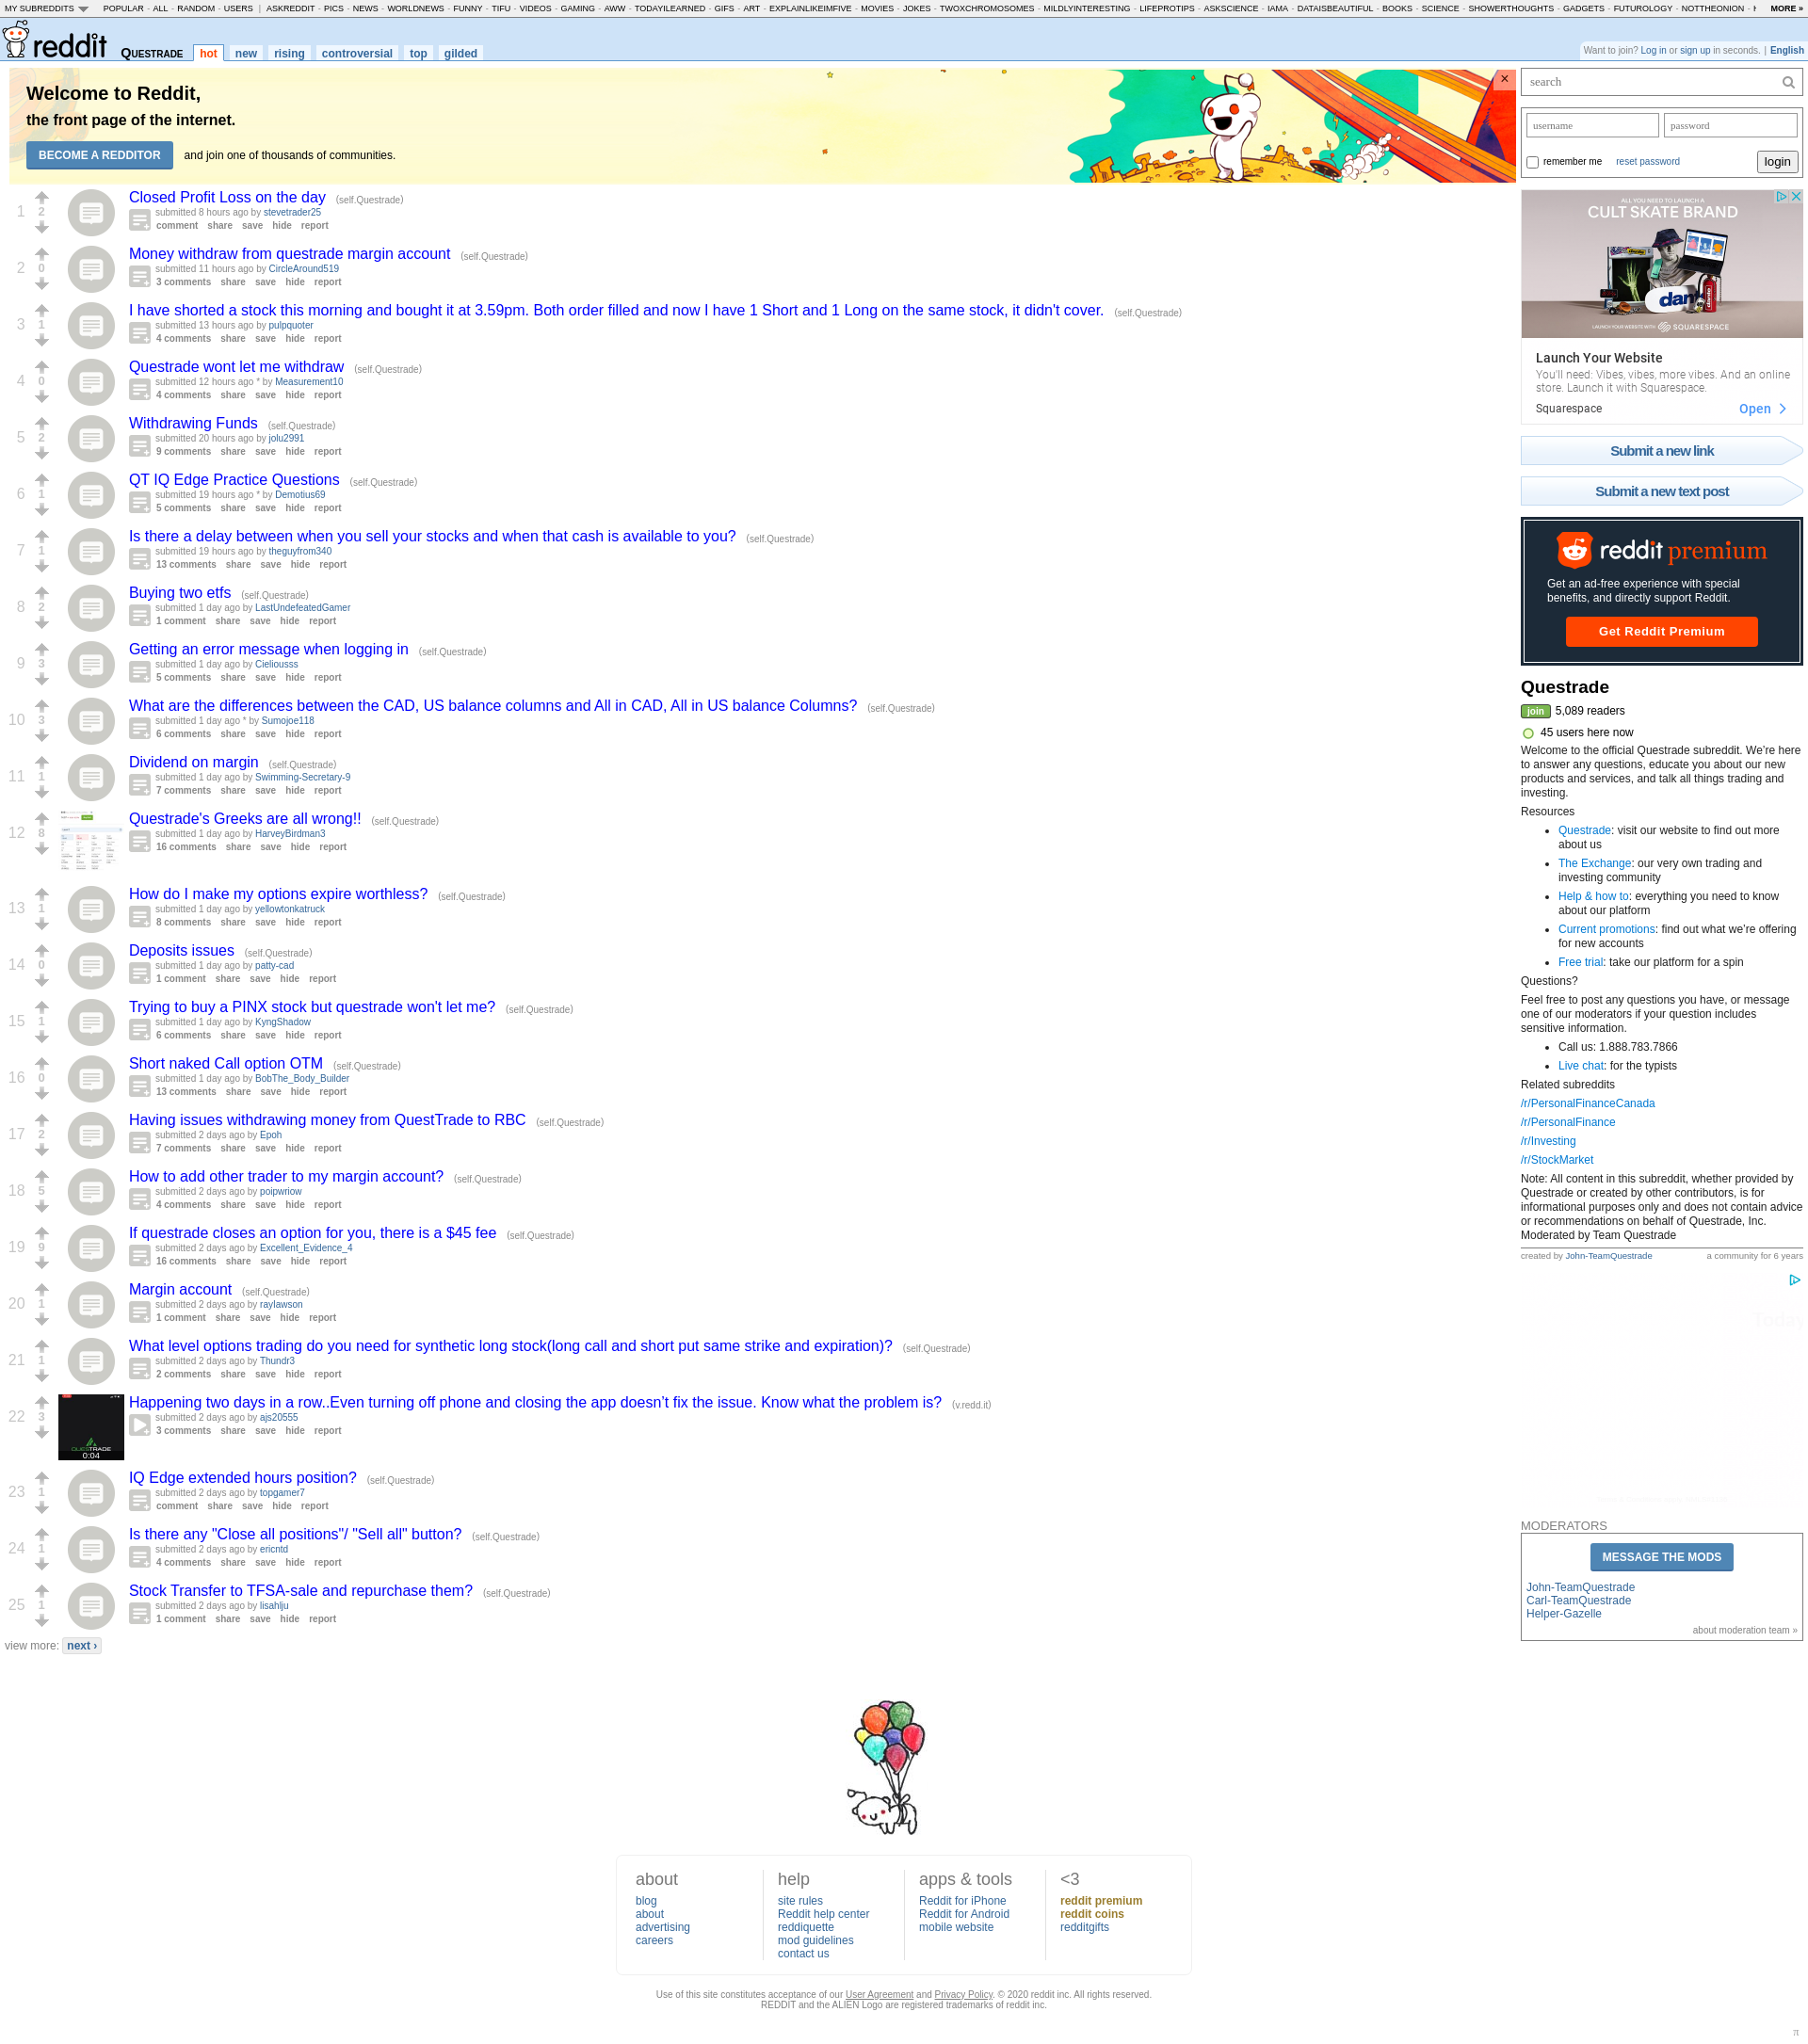 MY SUBREDDITS POPULAR - ALL - RANDOM - USERS | ASKREDDIT - PICS - NEWS - WORLDNEWS - FUNNY - TIFU - VIDEOS - GAMING - AWW - TODAYILEARNED - GIFS - ART - EXPLAINLIKEIMFIVE - MOVIES - JOKES - TWOXCHROMOSOMES - MILDLYINTERESTING - LIFEPROTIPS - ASKSCIENCE - IAMA - DATAISBEAUTIFUL - BOOKS - SCIENCE - SHOWERTHOUGHTS - GADGETS - FUTUROLOGY - NOTTHEONION - MORE »
reddit QUESTRADE hot new rising controversial top gilded
Want to join? Log in or sign up in seconds. | English
Welcome to Reddit,
the front page of the internet.
BECOME A REDDITOR and join one of thousands of communities.
×
1
2
Closed Profit Loss on the day (self.Questrade)
submitted 8 hours ago by stevetrader25
comment share save hide report
2
0
Money withdraw from questrade margin account (self.Questrade)
submitted 11 hours ago by CircleAround519
3 comments share save hide report
3
1
I have shorted a stock this morning and bought it at 3.59pm. Both order filled and now I have 1 Short and 1 Long on the same stock, it didn't cover. (self.Questrade)
submitted 13 hours ago by pulpquoter
4 comments share save hide report
4
0
Questrade wont let me withdraw (self.Questrade)
submitted 12 hours ago * by Measurement10
4 comments share save hide report
5
2
Withdrawing Funds (self.Questrade)
submitted 20 hours ago by jolu2991
9 comments share save hide report
6
1
QT IQ Edge Practice Questions (self.Questrade)
submitted 19 hours ago * by Demotius69
5 comments share save hide report
7
1
Is there a delay between when you sell your stocks and when that cash is available to you? (self.Questrade)
submitted 19 hours ago by theguyfrom340
13 comments share save hide report
8
2
Buying two etfs (self.Questrade)
submitted 1 day ago by LastUndefeatedGamer
1 comment share save hide report
9
3
Getting an error message when logging in (self.Questrade)
submitted 1 day ago by Cieliousss
5 comments share save hide report
10
3
What are the differences between the CAD, US balance columns and All in CAD, All in US balance Columns? (self.Questrade)
submitted 1 day ago * by Sumojoe118
6 comments share save hide report
11
1
Dividend on margin (self.Questrade)
submitted 1 day ago by Swimming-Secretary-9
7 comments share save hide report
12
8
Questrade's Greeks are all wrong!! (self.Questrade)
submitted 1 day ago by HarveyBirdman3
16 comments share save hide report
13
1
How do I make my options expire worthless? (self.Questrade)
submitted 1 day ago by yellowtonkatruck
8 comments share save hide report
14
0
Deposits issues (self.Questrade)
submitted 1 day ago by patty-cad
1 comment share save hide report
15
1
Trying to buy a PINX stock but questrade won't let me? (self.Questrade)
submitted 1 day ago by KyngShadow
6 comments share save hide report
16
0
Short naked Call option OTM (self.Questrade)
submitted 1 day ago by BobThe_Body_Builder
13 comments share save hide report
17
2
Having issues withdrawing money from QuestTrade to RBC (self.Questrade)
submitted 2 days ago by Epoh
7 comments share save hide report
18
5
How to add other trader to my margin account? (self.Questrade)
submitted 2 days ago by poipwriow
4 comments share save hide report
19
9
If questrade closes an option for you, there is a $45 fee (self.Questrade)
submitted 2 days ago by Excellent_Evidence_4
16 comments share save hide report
20
1
Margin account (self.Questrade)
submitted 2 days ago by raylawson
1 comment share save hide report
21
1
What level options trading do you need for synthetic long stock(long call and short put same strike and expiration)? (self.Questrade)
submitted 2 days ago by Thundr3
2 comments share save hide report
22
3
QUESTRADE
0:04
Happening two days in a row..Even turning off phone and closing the app doesn’t fix the issue. Know what the problem is? (v.redd.it)
submitted 2 days ago by ajs20555
3 comments share save hide report
23
1
IQ Edge extended hours position? (self.Questrade)
submitted 2 days ago by topgamer7
comment share save hide report
24
1
Is there any "Close all positions"/ "Sell all" button? (self.Questrade)
submitted 2 days ago by ericntd
4 comments share save hide report
25
1
Stock Transfer to TFSA-sale and repurchase them? (self.Questrade)
submitted 2 days ago by lisahlju
1 comment share save hide report
view more: next ›
search
username password
remember me reset password login
ALL YOU NEED TO LAUNCH A
CULT SKATE BRAND
dank
LAUNCH YOUR WEBSITE WITH SQUARESPACE
Launch Your Website
You'll need: Vibes, vibes, more vibes. And an online
store. Launch it with Squarespace.
Squarespace Open
Submit a new link
Submit a new text post
reddit premium
Get an ad-free experience with special
benefits, and directly support Reddit.
Get Reddit Premium
Questrade
join 5,089 readers
45 users here now
Welcome to the official Questrade subreddit. We’re here
to answer any questions, educate you about our new
products and services, and talk all things trading and
investing.
Resources
• Questrade: visit our website to find out more
about us
• The Exchange: our very own trading and
investing community
• Help & how to: everything you need to know
about our platform
• Current promotions: find out what we’re offering
for new accounts
• Free trial: take our platform for a spin
Questions?
Feel free to post any questions you have, or message
one of our moderators if your question includes
sensitive information.
• Call us: 1.888.783.7866
• Live chat: for the typists
Related subreddits
/r/PersonalFinanceCanada
/r/PersonalFinance
/r/Investing
/r/StockMarket
Note: All content in this subreddit, whether provided by
Questrade or created by other contributors, is for
informational purposes only and does not contain advice
or recommendations on behalf of Questrade, Inc.
Moderated by Team Questrade
created by John-TeamQuestrade a community for 6 years
MODERATORS
MESSAGE THE MODS
John-TeamQuestrade
Carl-TeamQuestrade
Helper-Gazelle
about moderation team »
about
blog
about
advertising
careers
help
site rules
Reddit help center
reddiquette
mod guidelines
contact us
apps & tools
Reddit for iPhone
Reddit for Android
mobile website
<3
reddit premium
reddit coins
redditgifts
Use of this site constitutes acceptance of our User Agreement and Privacy Policy. © 2020 reddit inc. All rights reserved.
REDDIT and the ALIEN Logo are registered trademarks of reddit inc.
π